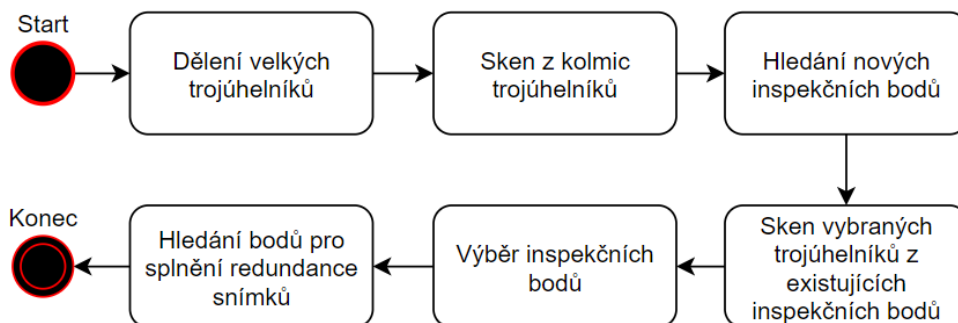 Start
Dělení velkých
trojúhelníků
Sken z kolmic
trojúhelníků
Hledání nových
inspekčních bodů
Sken vybraných
trojúhelníků z
existujících
inspekčních bodů
Výběr inspekčních
bodů
Hledání bodů pro
splnění redundance
snímků
Konec